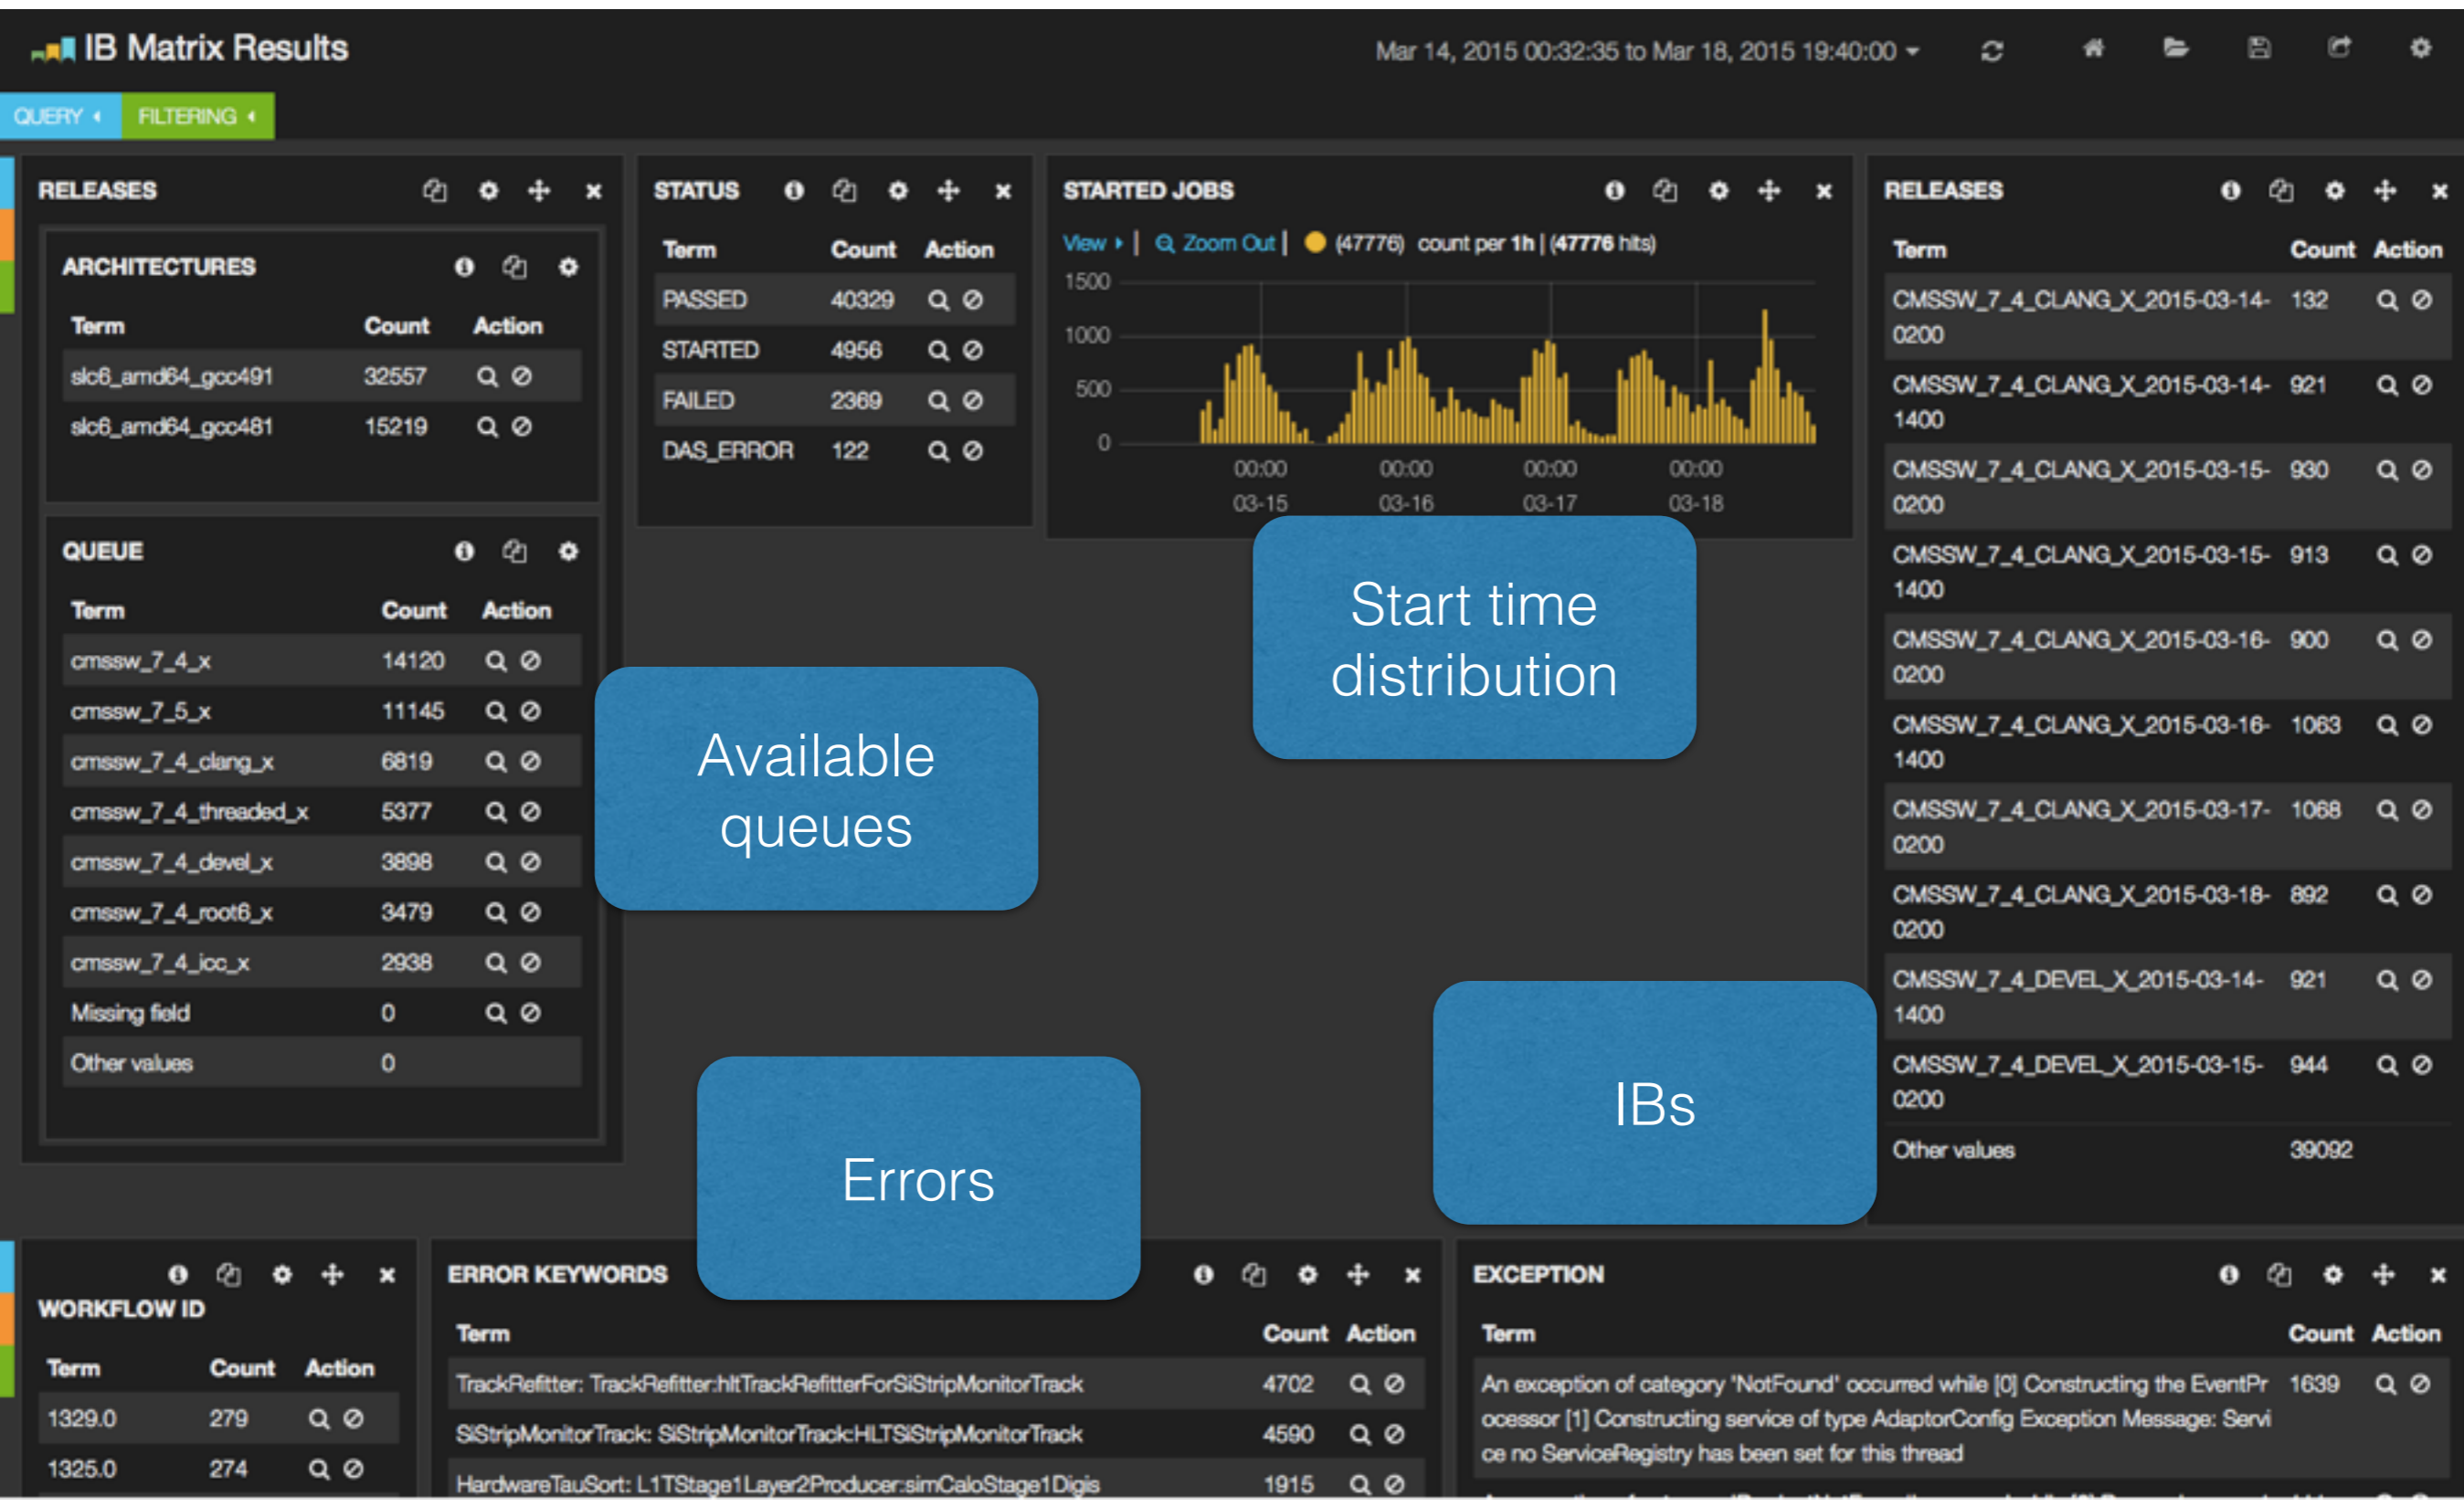 IB Matrix Results
Mar 14, 2015 00:32:35 to Mar 18, 2015 19:40:00
QUERY
FILTERING
RELEASES
ARCHITECTURES
Term Count Action
slc6_amd64_gcc491 32557
slc6_amd64_gcc481 15219
QUEUE
Term Count Action
cmssw_7_4_x 14120
cmssw_7_5_x 11145
cmssw_7_4_clang_x 6819
cmssw_7_4_threaded_x 5377
cmssw_7_4_devel_x 3898
cmssw_7_4_root6_x 3479
cmssw_7_4_icc_x 2938
Missing field 0
Other values 0
STATUS
Term Count Action
PASSED 40329
STARTED 4956
FAILED 2369
DAS_ERROR 122
STARTED JOBS
View | Zoom Out | (47776) count per 1h | (47776 hits)
1500
1000
500
0
00:00 00:00 00:00 00:00
03-15 03-16 03-17 03-18
Start time
distribution
Available
queues
Errors
IBs
RELEASES
Term Count Action
CMSSW_7_4_CLANG_X_2015-03-14- 132
0200
CMSSW_7_4_CLANG_X_2015-03-14- 921
1400
CMSSW_7_4_CLANG_X_2015-03-15- 930
0200
CMSSW_7_4_CLANG_X_2015-03-15- 913
1400
CMSSW_7_4_CLANG_X_2015-03-16- 900
0200
CMSSW_7_4_CLANG_X_2015-03-16- 1063
1400
CMSSW_7_4_CLANG_X_2015-03-17- 1068
0200
CMSSW_7_4_CLANG_X_2015-03-18- 892
0200
CMSSW_7_4_DEVEL_X_2015-03-14- 921
1400
CMSSW_7_4_DEVEL_X_2015-03-15- 944
0200
Other values 39092
WORKFLOW ID
Term Count Action
1329.0 279
1325.0 274
ERROR KEYWORDS
Term Count Action
TrackRefitter: TrackRefitter:hltTrackRefitterForSiStripMonitorTrack 4702
SiStripMonitorTrack: SiStripMonitorTrack:HLTSiStripMonitorTrack 4590
HardwareTauSort: L1TStage1Layer2Producer:simCaloStage1Digis 1915
EXCEPTION
Term Count Action
An exception of category 'NotFound' occurred while [0] Constructing the EventPr 1639
ocessor [1] Constructing service of type AdaptorConfig Exception Message: Servi
ce no ServiceRegistry has been set for this thread